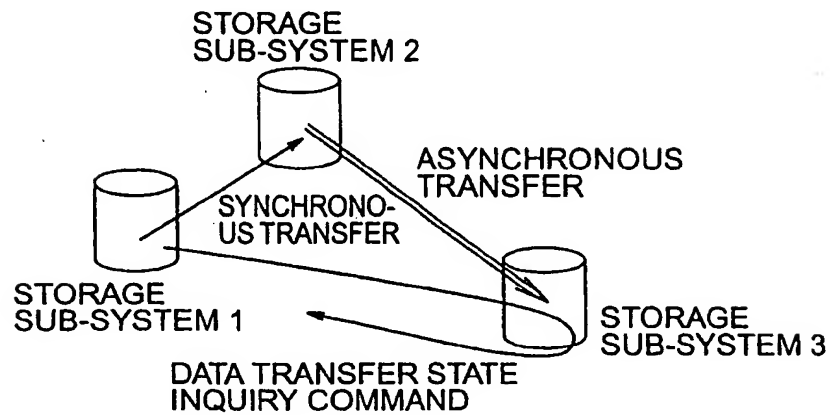 STORAGE
SUB-SYSTEM 2
ASYNCHRONOUS
TRANSFER
SYNCHRONO-
US TRANSFER
STORAGE
SUB-SYSTEM 1
STORAGE
SUB-SYSTEM 3
DATA TRANSFER STATE
INQUIRY COMMAND